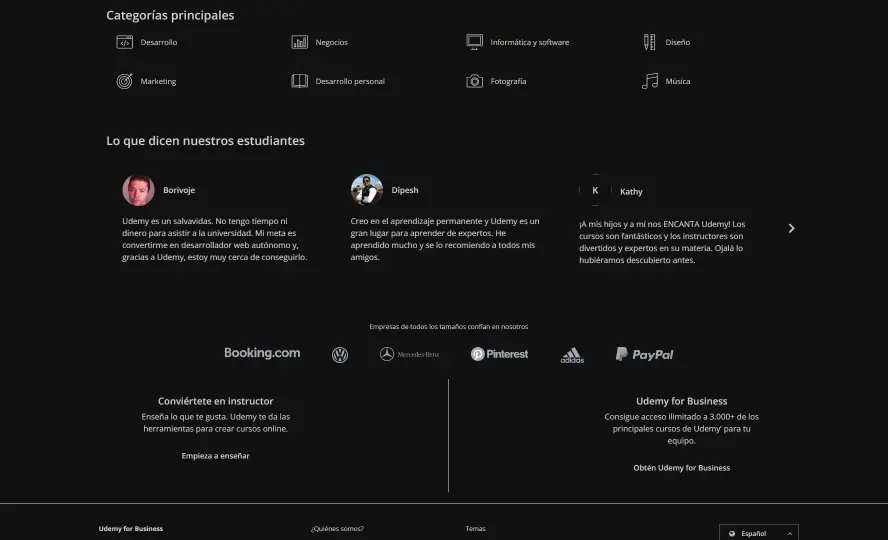 Categorías principales
Desarrollo
Negocios
Informática y software
Diseño
Marketing
Desarrollo personal
Fotografía
Música
Lo que dicen nuestros estudiantes
Borivoje
Udemy es un salvavidas. No tengo tiempo ni
dinero para asistir a la universidad. Mi meta es
convertirme en desarrollador web autónomo y,
gracias a Udemy, estoy muy cerca de conseguirlo.
Dipesh
Creo en el aprendizaje permanente y Udemy es un
gran lugar para aprender de expertos. He
aprendido mucho y se lo recomiendo a todos mis
amigos.
K
Kathy
¡A mis hijos y a mí nos ENCANTA Udemy! Los
cursos son fantásticos y los instructores son
divertidos y expertos en su materia. Ojalá lo
hubiéramos descubierto antes.
Empresas de todos los tamaños confían en nosotros
Booking.com
Mercedes-Benz
Pinterest
adidas
PayPal
Conviértete en instructor
Enseña lo que te gusta. Udemy te da las
herramientas para crear cursos online.
Empieza a enseñar
Udemy for Business
Consigue acceso ilimitado a 3.000+ de los
principales cursos de Udemy' para tu
equipo.
Obtén Udemy for Business
Udemy for Business
¿Quiénes somos?
Temas
Español